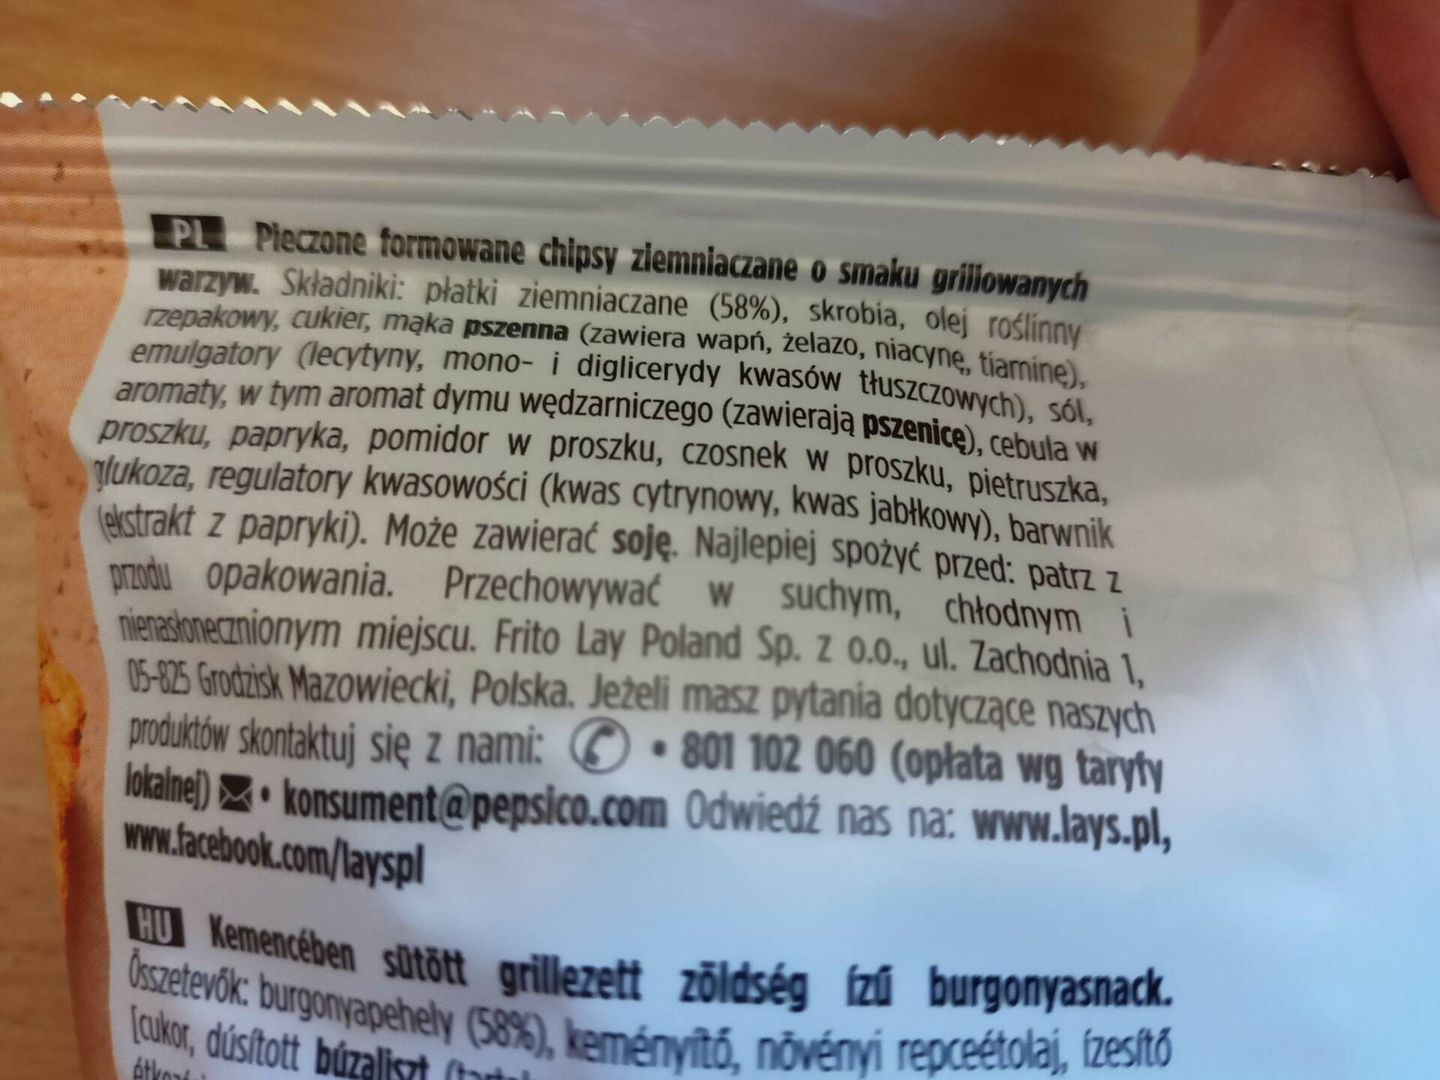 PL Pieczone formowane chipsy ziemniaczane o smaku grillowanych
warzyw. Składniki: płatki ziemniaczane (58%), skrobia, olej roślinny
rzepakowy, cukier, mąka pszenna (zawiera wapń, żelazo, niacynę, tiaminę),
emulgatory (lecytyny, mono- i diglicerydy kwasów tłuszczowych), sól,
aromaty, w tym aromat dymu wędzarniczego (zawierają pszenicę), cebula w
proszku, papryka, pomidor w proszku, czosnek w proszku, pietruszka,
glukoza, regulatory kwasowości (kwas cytrynowy, kwas jabłkowy), barwnik
(ekstrakt z papryki). Może zawierać soję. Najlepiej spożyć przed: patrz z
przodu opakowania. Przechowywać w suchym, chłodnym i
nienasłonecznionym miejscu. Frito Lay Poland Sp. z o.o., ul. Zachodnia 1,
05-825 Grodzisk Mazowiecki, Polska. Jeżeli masz pytania dotyczące naszych
produktów skontaktuj się z nami: • 801 102 060 (opłata wg taryfy
lokalnej) • konsument@pepsico.com Odwiedź nas na: www.lays.pl,
www.facebook.com/layspl
HU Kemencében sütött grillezett zöldség ízű burgonyasnack.
Összetevők: burgonyapehely (58%), keményítő, növényi repceétolaj, ízesítő
[cukor, dúsított búzaliszt